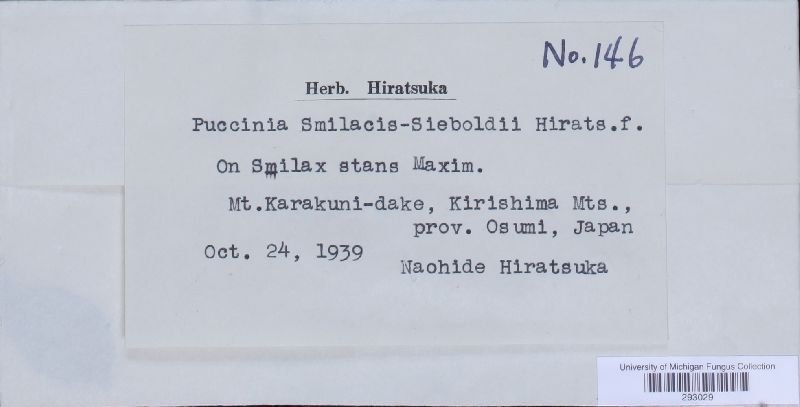 No. 146
Herb. Hiratsuka
Puccinia Smilacis-Sieboldii Hirats.f.
On Smilax stans Maxim.
Mt.Karakuni-dake, Kirishima Mts.,
prov. Osumi, Japan
Oct. 24, 1939
Naohide Hiratsuka
University of Michigan Fungus Collection
293029